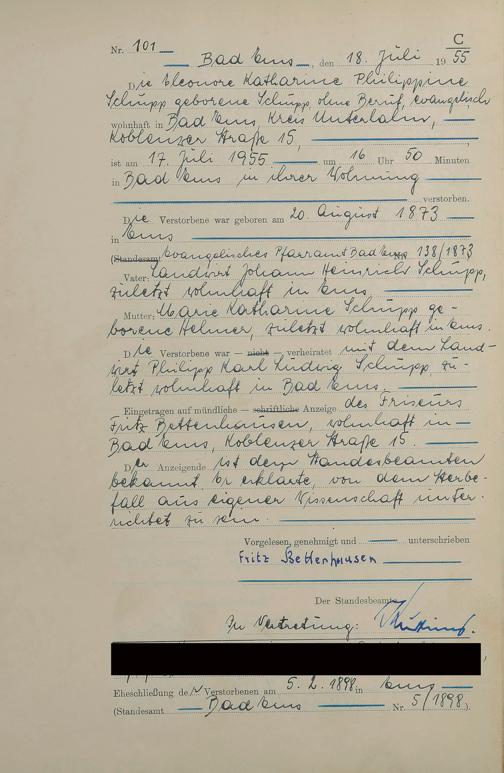 C
Nr. 101
Bad Ems, den 18. Juli 1955
Die Eleonore Katharine Philippine
Schupp geborene Schupp, ohne Beruf, evangelisch
wohnhaft in Bad Ems, Kreis Unterlahn,
Koblenzer Straße 15,
ist am 17. Juli 1955 um 16 Uhr 50 Minuten
in Bad Ems in ihrer Wohnung
verstorben.
Die Verstorbene war geboren am 20. August 1873
in Ems
(Standesamt Evangelisches Pfarramt Bad Ems 138/1873
Vater: Landwirt Johann Heinrich Schupp,
zuletzt wohnhaft in Ems.
Mutter: Marie Katharine Schupp ge-
borene Helmer, zuletzt wohnhaft in Ems.
Die Verstorbene war — nicht — verheiratet mit dem Land-
wirt Philipp Karl Ludwig Schupp, zu-
letzt wohnhaft in Bad Ems.
Eingetragen auf mündliche — schriftliche Anzeige des Friseurs
Fritz Bettenhausen, wohnhaft in
Bad Ems, Koblenzer Straße 15.
Der Anzeigende ist dem Standesbeamten
bekannt. Er erklärte, von dem Sterbe-
fall aus eigener Wissenschaft unter-
richtet zu sein.
Vorgelesen, genehmigt und unterschrieben
Fritz Bettenhausen
Der Standesbeamte
In Vertretung:
Eheschließung der Verstorbenen am 5. 2. 1898 in Ems
(Standesamt Bad Ems Nr. 5/1898).